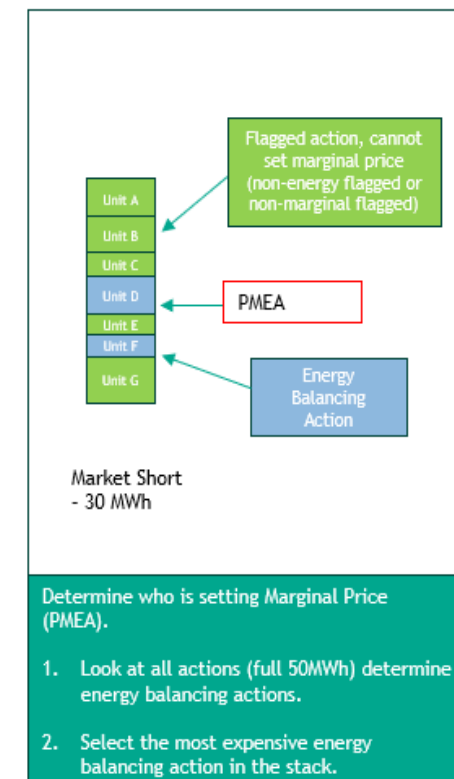 Flagged action, cannot
set marginal price
(non-energy flagged or
non-marginal flagged)
Unit A
Unit B
Unit C
Unit D
PMEA
Unit E
Unit F
Unit G
Energy
Balancing
Action
Market Short
- 30 MWh
Determine who is setting Marginal Price
(PMEA).
1. Look at all actions (full 50MWh) determine
energy balancing actions.
2. Select the most expensive energy
balancing action in the stack.